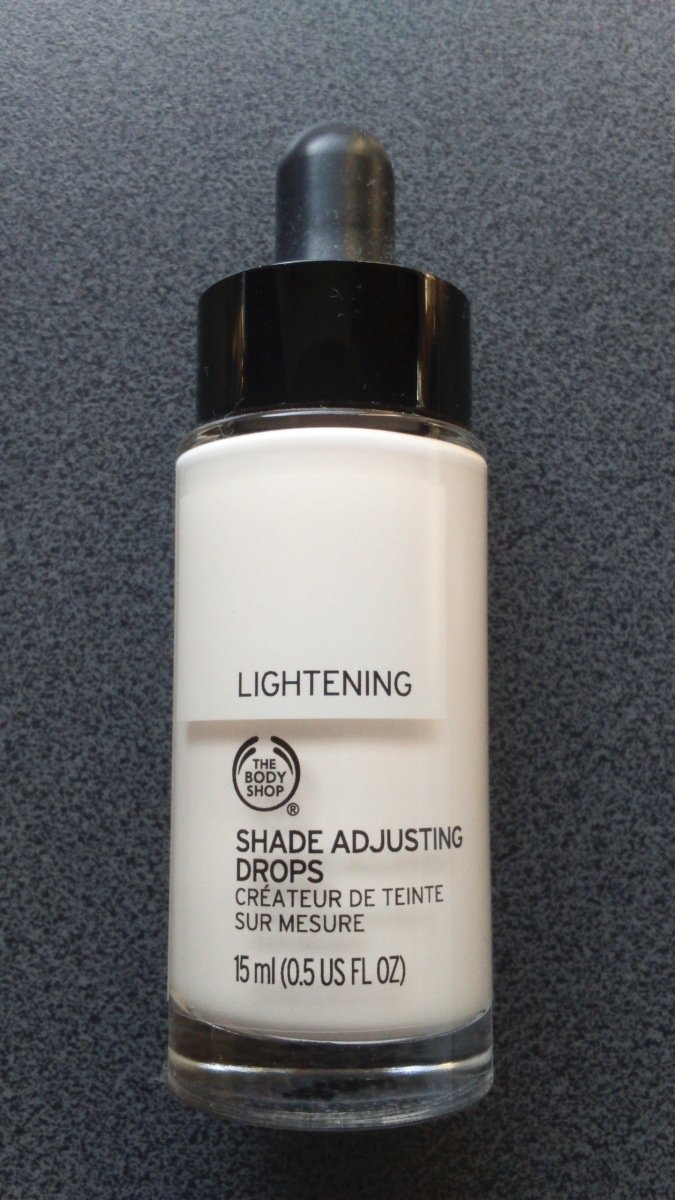 LIGHTENING
THE
BODY
SHOP
®
SHADE ADJUSTING
DROPS
CRÉATEUR DE TEINTE
SUR MESURE
15 ml (0.5 US FL OZ)